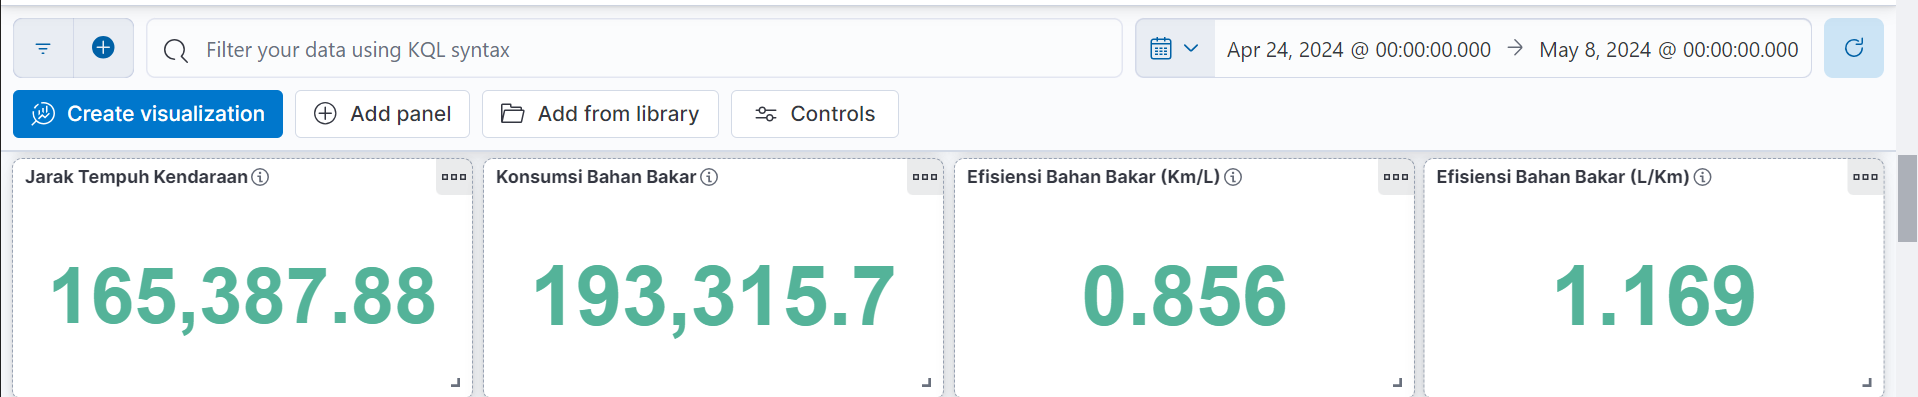 Filter your data using KQL syntax
Apr 24, 2024 @ 00:00:00.000 → May 8, 2024 @ 00:00:00.000
Create visualization
Add panel
Add from library
Controls
Jarak Tempuh Kendaraan
165,387.88
Konsumsi Bahan Bakar
193,315.7
Efisiensi Bahan Bakar (Km/L)
0.856
Efisiensi Bahan Bakar (L/Km)
1.169